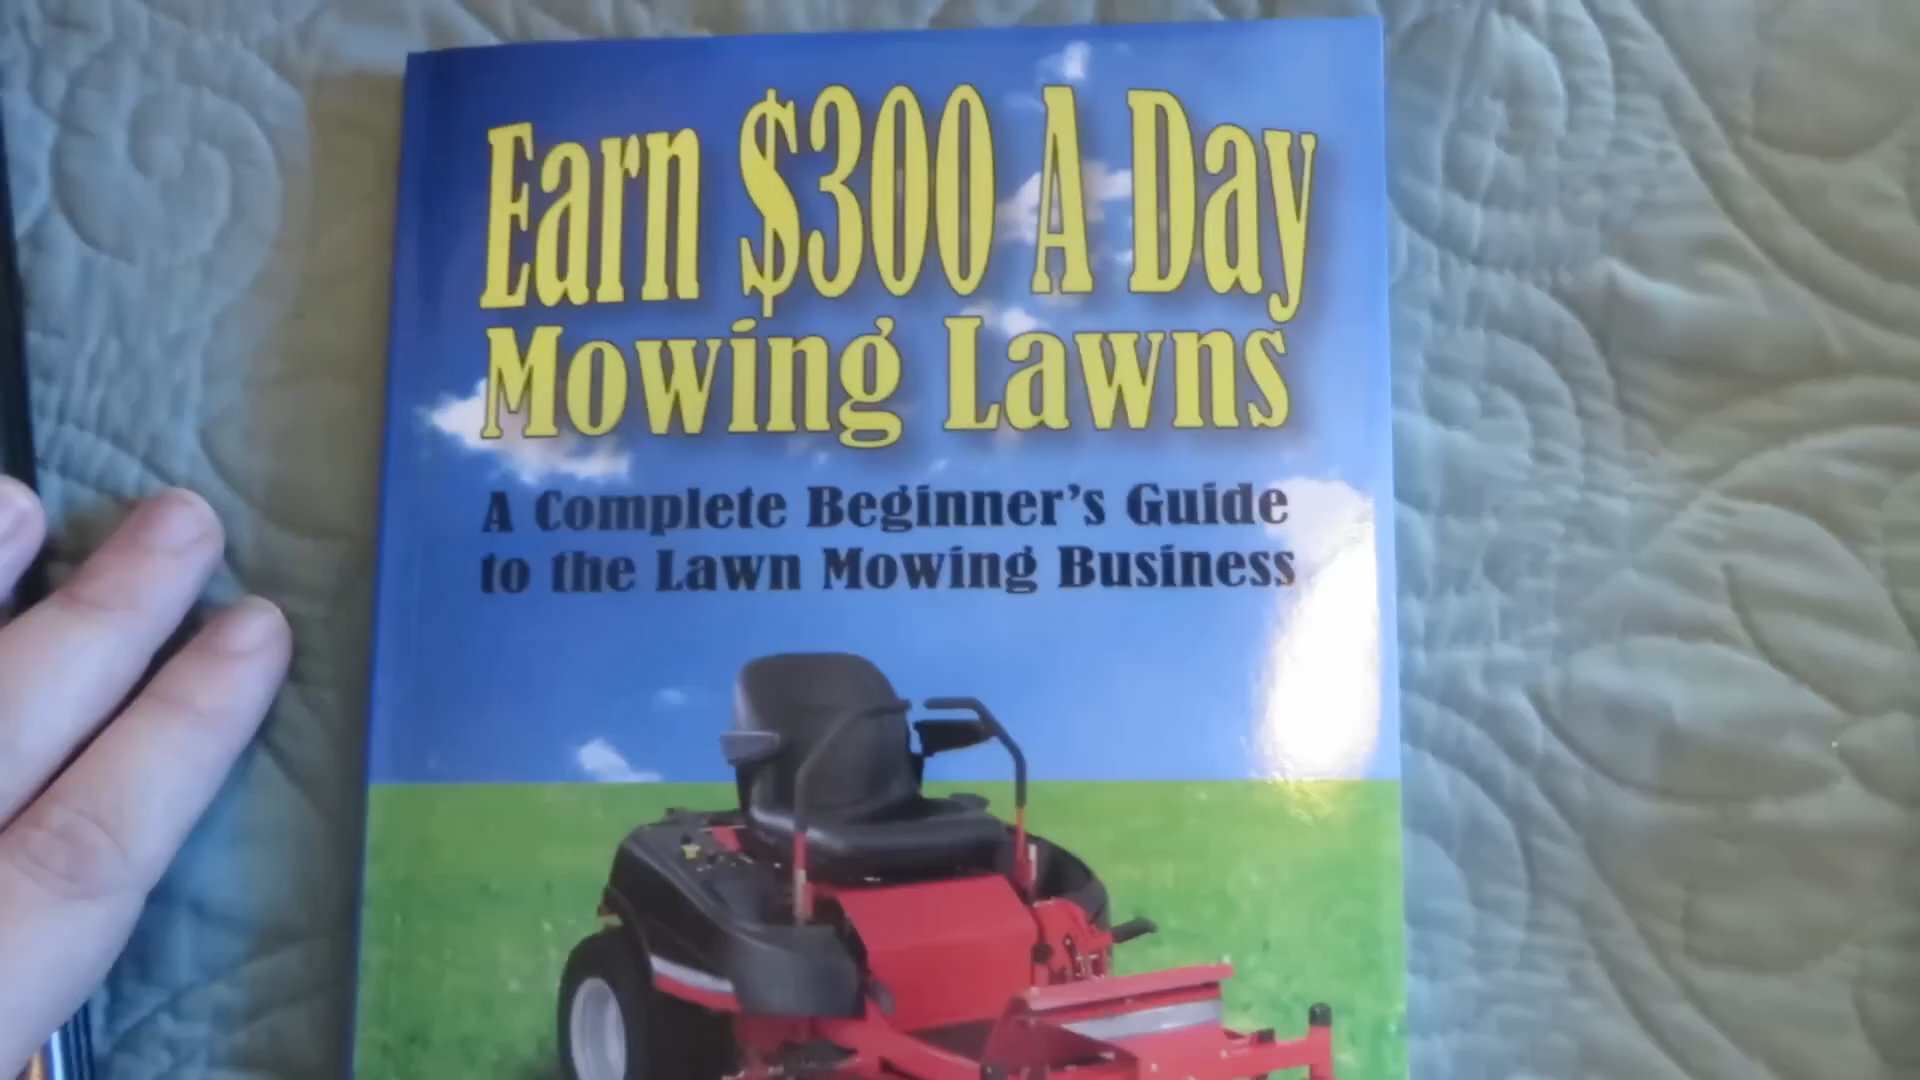 Earn $300 A Day
Mowing Lawns
A Complete Beginner's Guide
to the Lawn Mowing Business